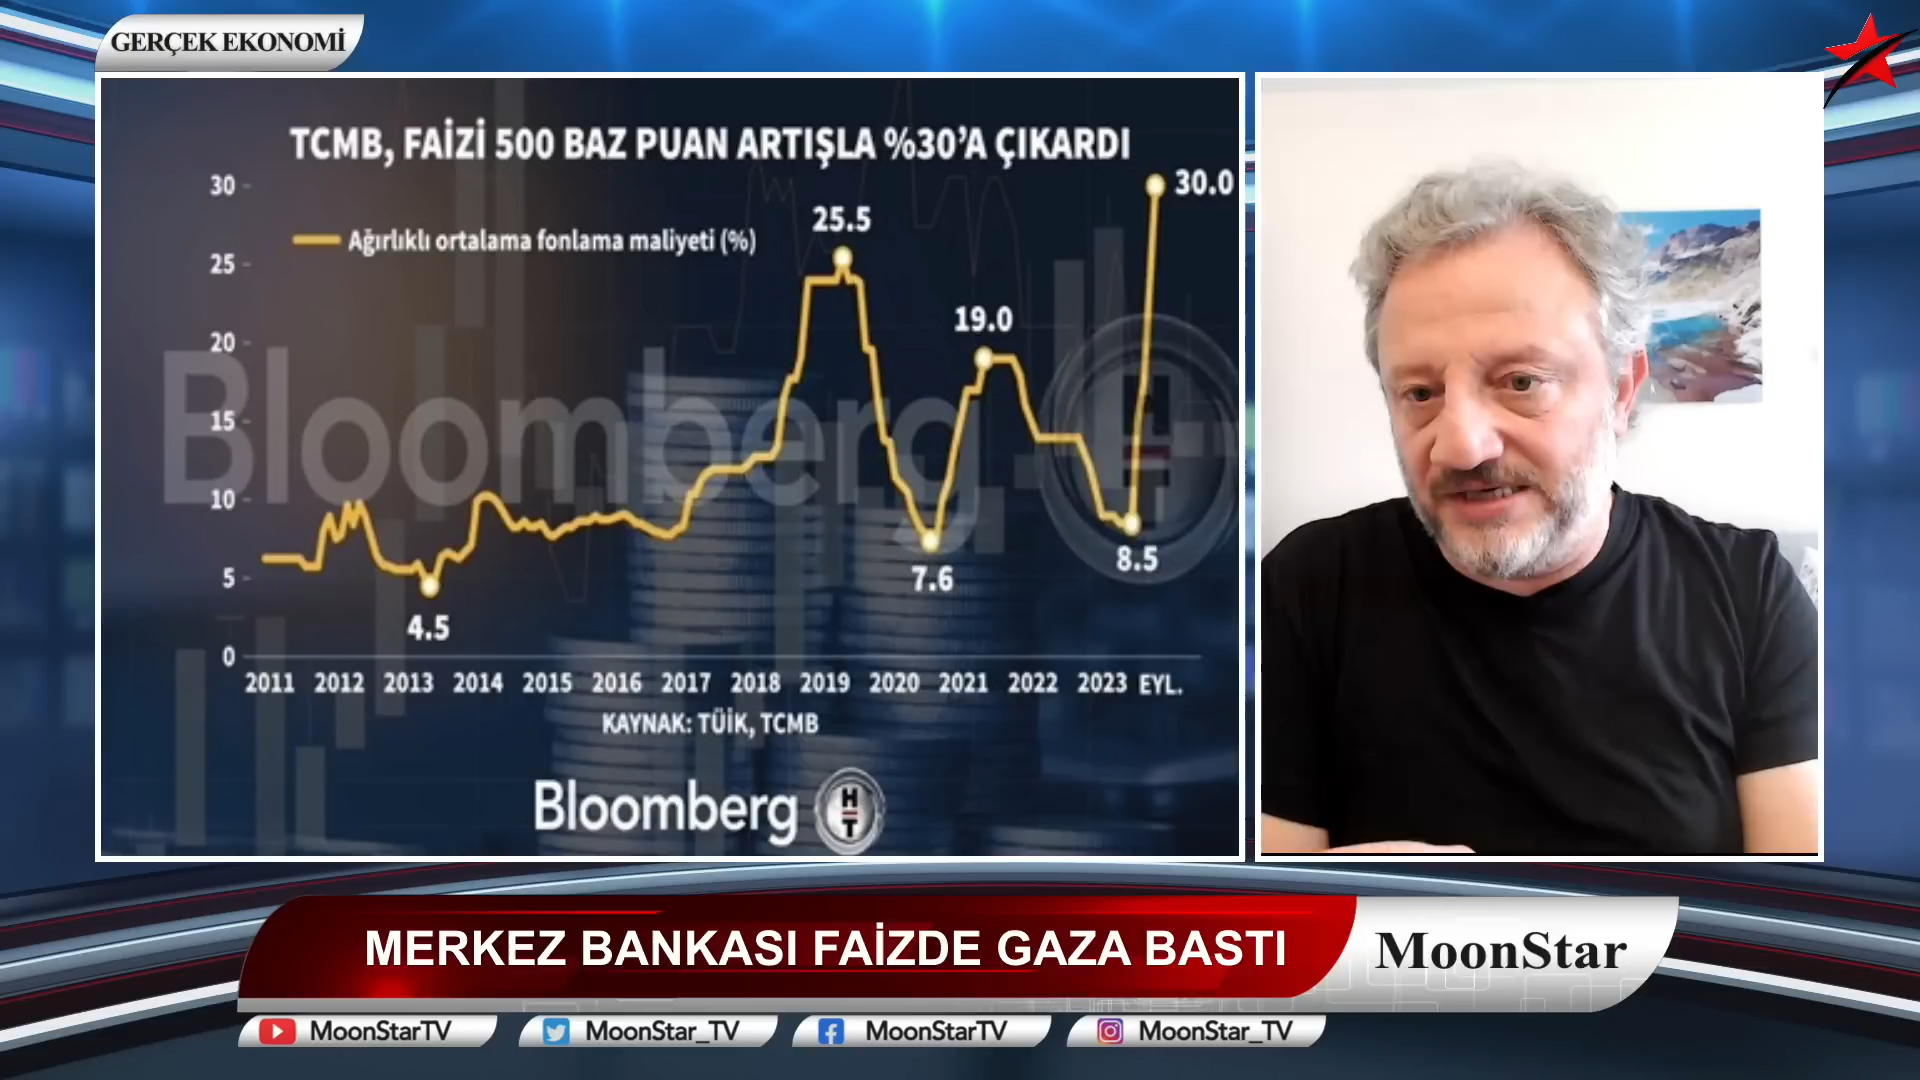 GERÇEK EKONOMİ
TCMB, FAİZİ 500 BAZ PUAN ARTIŞLA %30'A ÇIKARDI
Ağırlıklı ortalama fonlama maliyeti (%)
30
25
20
15
10
5
0
4.5
25.5
7.6
19.0
8.5
30.0
2011 2012 2013 2014 2015 2016 2017 2018 2019 2020 2021 2022 2023 EYL.
KAYNAK: TÜİK, TCMB
Bloomberg
Bloomberg HT
MERKEZ BANKASI FAİZDE GAZA BASTI
MoonStar
MoonStarTV
MoonStar_TV
MoonStarTV
MoonStar_TV